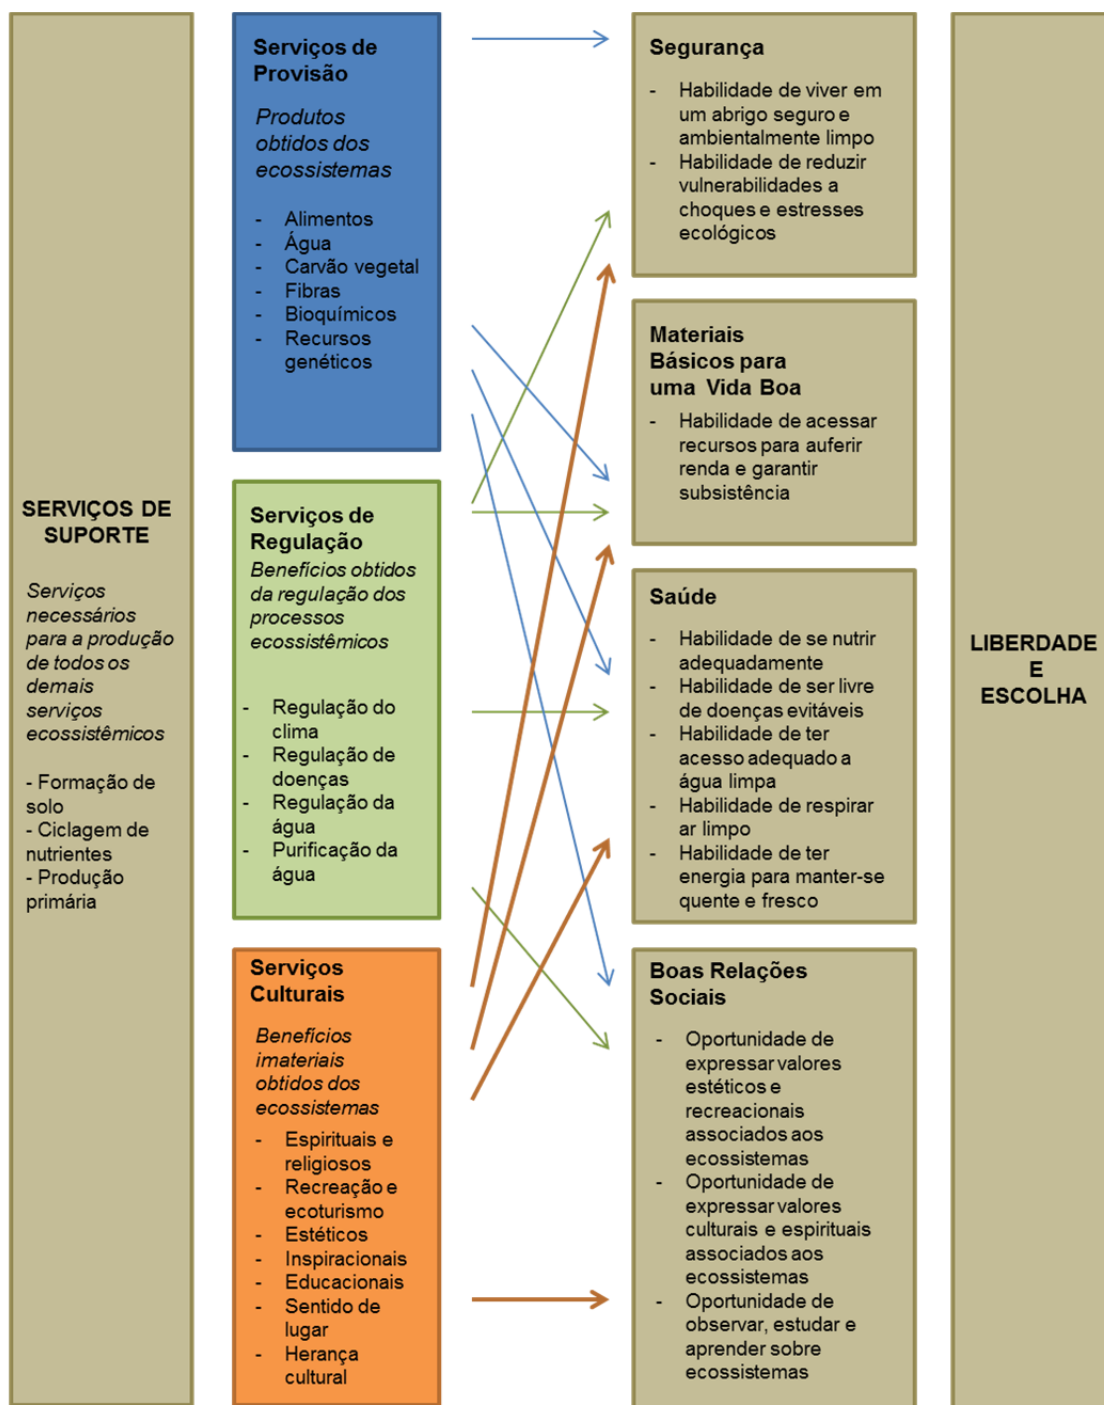 SERVIÇOS DE
SUPORTE
Serviços
necessários
para a produção
de todos os
demais
serviços
ecossistêmicos
- Formação de
solo
- Ciclagem de
nutrientes
- Produção
primária
Serviços de
Provisão
Produtos
obtidos dos
ecossistemas
- Alimentos
- Água
- Carvão vegetal
- Fibras
- Bioquímicos
- Recursos
genéticos
Serviços de
Regulação
Benefícios obtidos
da regulação dos
processos
ecossistêmicos
- Regulação do
clima
- Regulação de
doenças
- Regulação da
água
- Purificação da
água
Serviços
Culturais
Benefícios
imateriais
obtidos dos
ecossistemas
- Espirituais e
religiosos
- Recreação e
ecoturismo
- Estéticos
- Inspiracionais
- Educacionais
- Sentido de
lugar
- Herança
cultural
Segurança
- Habilidade de viver em
um abrigo seguro e
ambientalmente limpo
- Habilidade de reduzir
vulnerabilidades a
choques e estresses
ecológicos
Materiais
Básicos para
uma Vida Boa
- Habilidade de acessar
recursos para auferir
renda e garantir
subsistência
Saúde
- Habilidade de se nutrir
adequadamente
- Habilidade de ser livre
de doenças evitáveis
- Habilidade de ter
acesso adequado a
água limpa
- Habilidade de respirar
ar limpo
- Habilidade de ter
energia para manter-se
quente e fresco
Boas Relações
Sociais
- Oportunidade de
expressar valores
estéticos e
recreacionais
associados aos
ecossistemas
- Oportunidade de
expressar valores
culturais e espirituais
associados aos
ecossistemas
- Oportunidade de
observar, estudar e
aprender sobre
ecossistemas
LIBERDADE
E
ESCOLHA